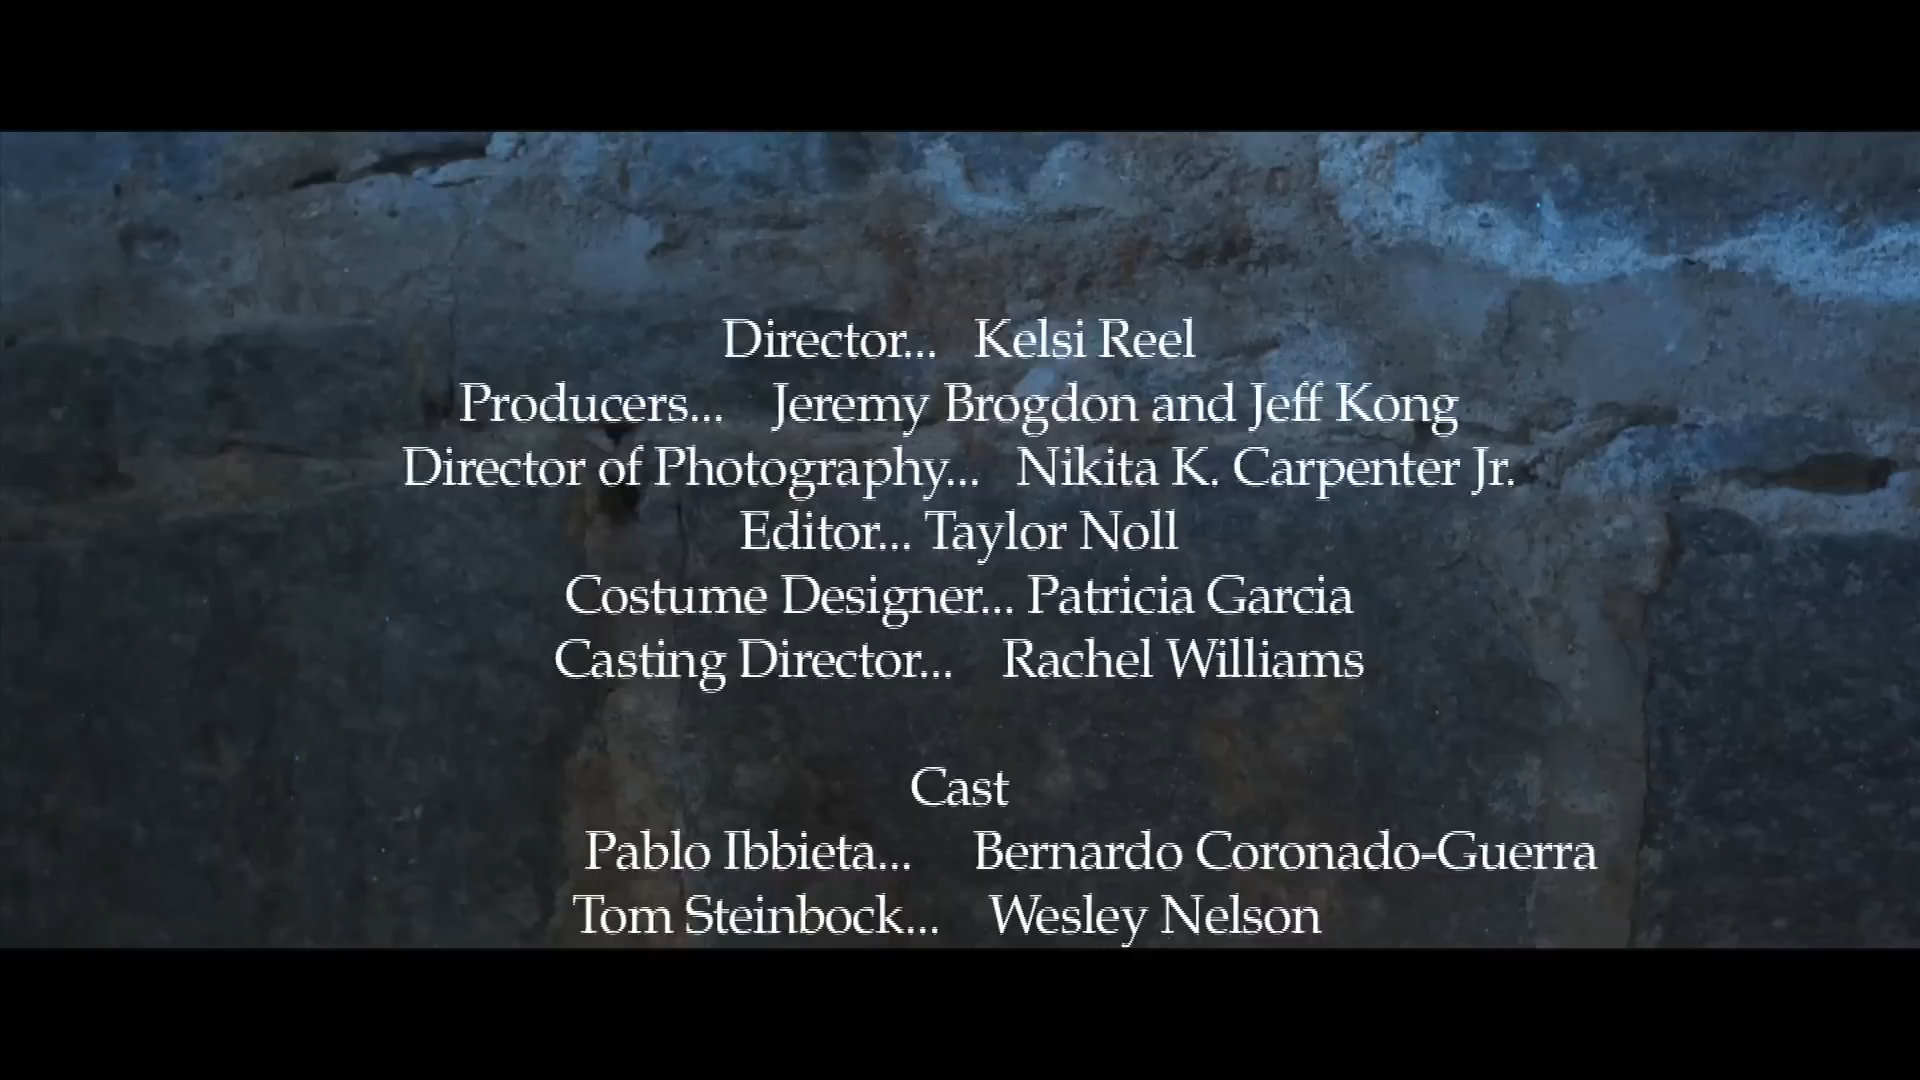 Director... Kelsi Reel
Producers... Jeremy Brogdon and Jeff Kong
Director of Photography... Nikita K. Carpenter Jr.
Editor... Taylor Noll
Costume Designer... Patricia Garcia
Casting Director... Rachel Williams
Cast
Pablo Ibbieta... Bernardo Coronado-Guerra
Tom Steinbock... Wesley Nelson